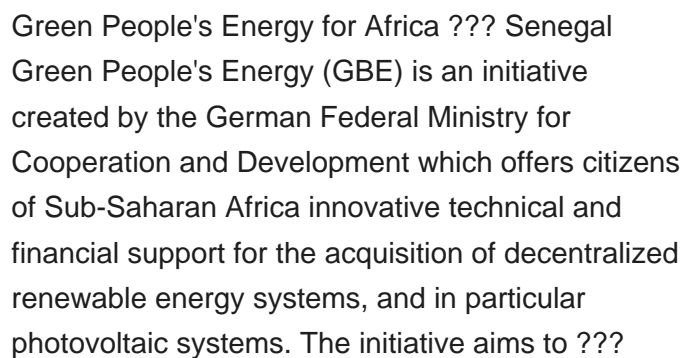 Green People's Energy for Africa ??? Senegal
Green People's Energy (GBE) is an initiative
created by the German Federal Ministry for
Cooperation and Development which offers citizens
of Sub-Saharan Africa innovative technical and
financial support for the acquisition of decentralized
renewable energy systems, and in particular
photovoltaic systems. The initiative aims to ???